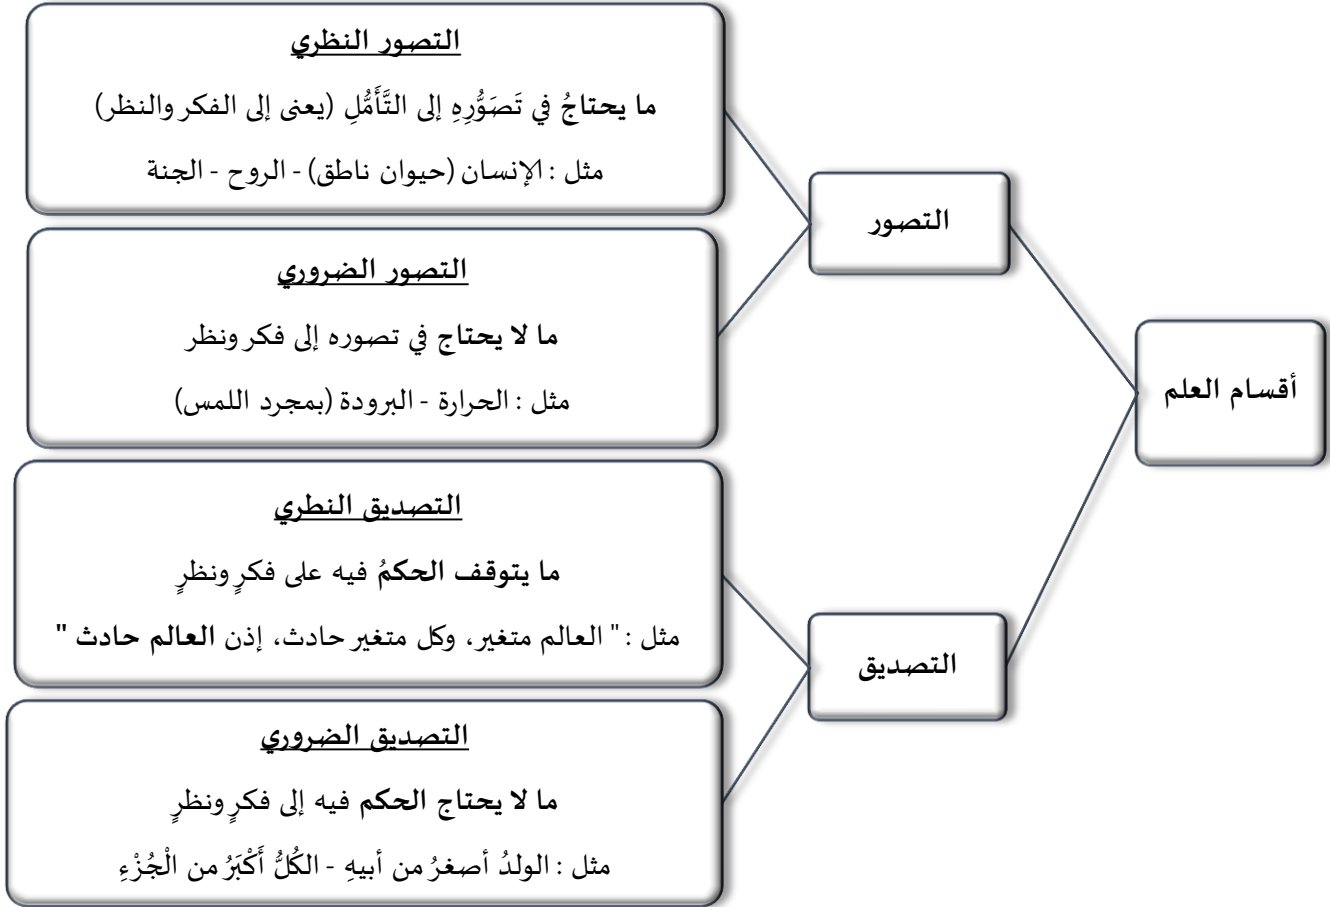 أقسام العلم
التصور
التصور النظري
ما يحتاجُ في تَصَوُّرِهِ إلى التَّأَمُّلِ (يعنى إلى الفكر والنظر)
مثل : الإنسان (حيوان ناطق) - الروح - الجنة
التصور الضروري
ما لا يحتاج في تصوره إلى فكر ونظر
مثل : الحرارة - البرودة (بمجرد اللمس)
التصديق
التصديق النطري
ما يتوقف الحكمُ فيه على فكرٍ ونظرٍ
مثل : " العالم متغير، وكل متغير حادث، إذن العالم حادث "
التصديق الضروري
ما لا يحتاج الحكم فيه إلى فكرٍ ونظرٍ
مثل : الولدُ أصغرُ من أبيهِ - الكُلُّ أَكْبَرُ من الْجُزْءِ